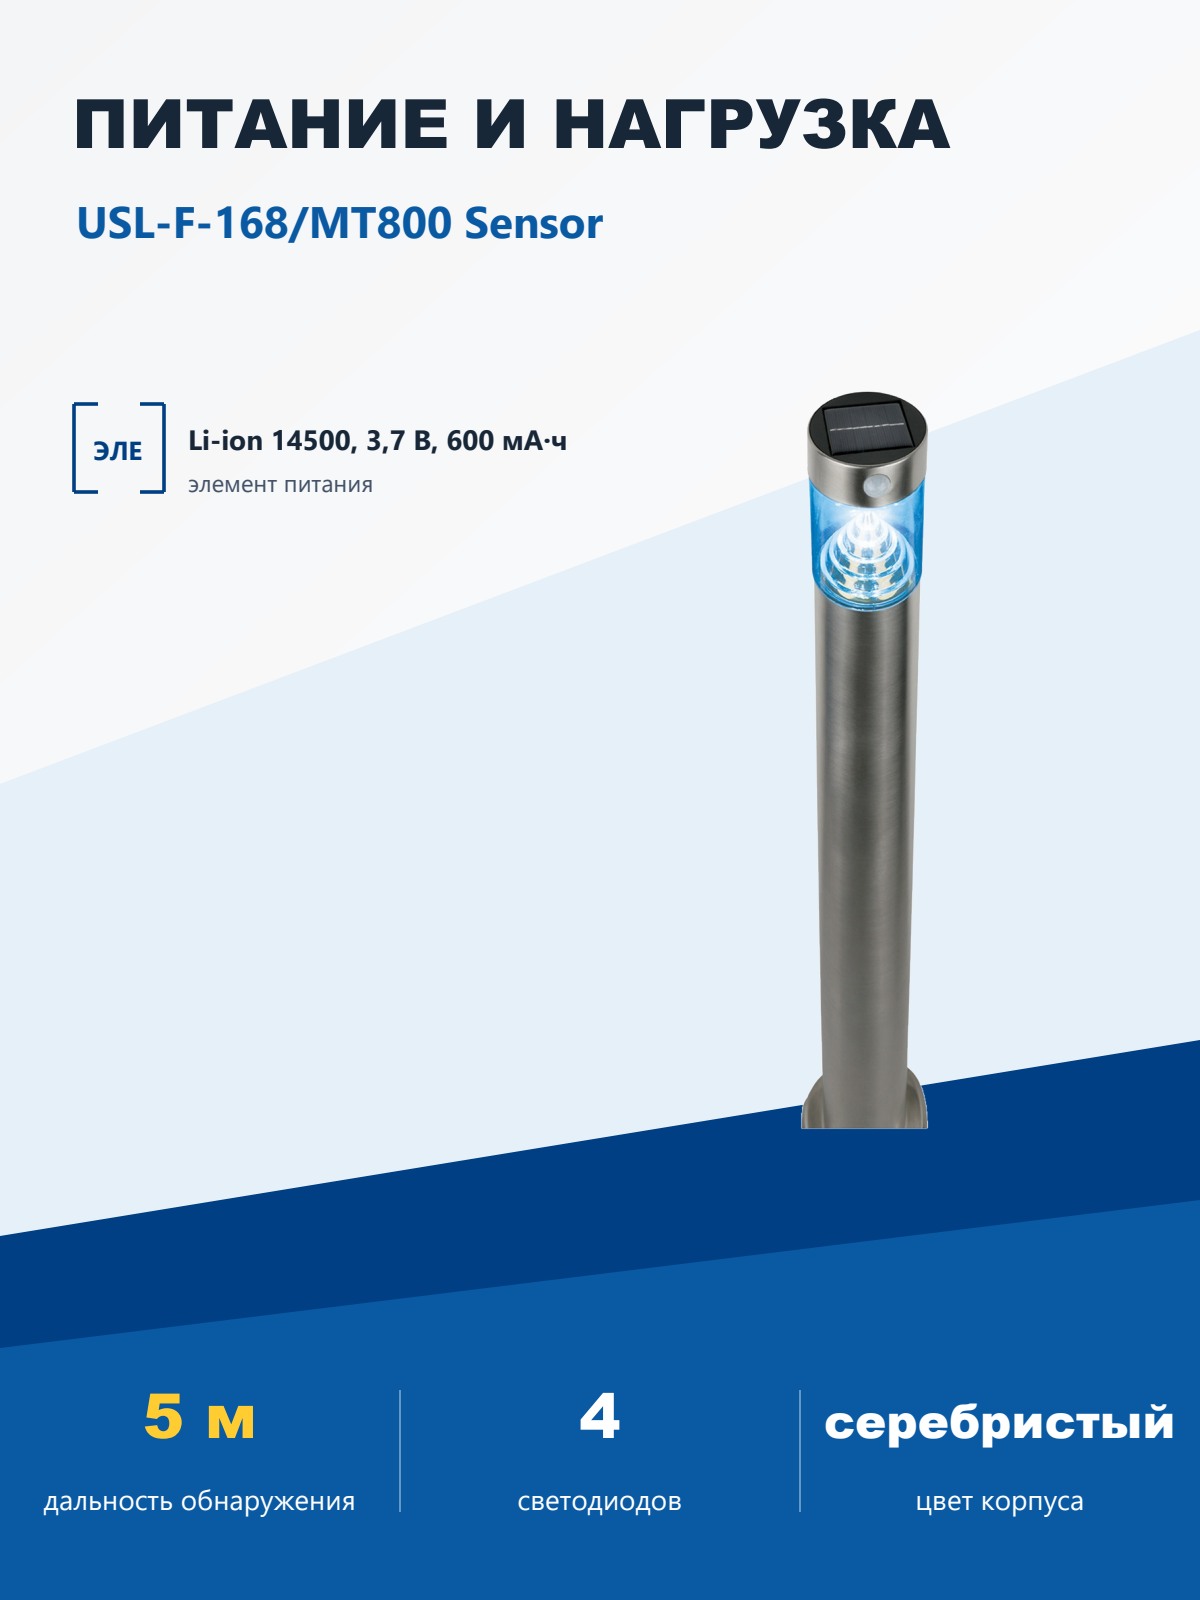 ПИТАНИЕ И НАГРУЗКА
USL-F-168/MT800 Sensor
ЭЛЕ
Li-ion 14500, 3,7 В, 600 мА·ч
элемент питания
5 м
дальность обнаружения
4
светодиодов
серебристый
цвет корпуса